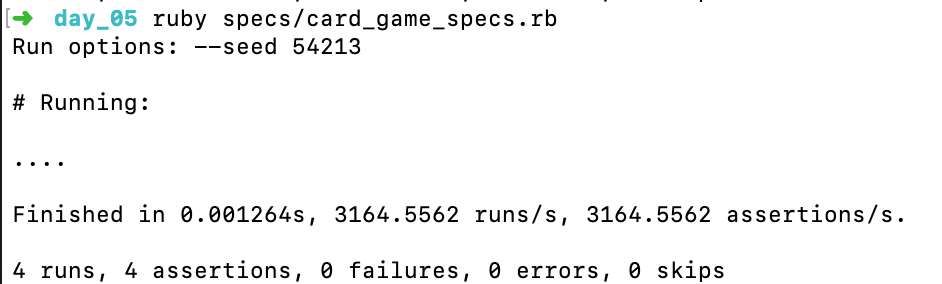 [➜ day_05 ruby specs/card_game_specs.rb
Run options: --seed 54213
# Running:
....
Finished in 0.001264s, 3164.5562 runs/s, 3164.5562 assertions/s.
4 runs, 4 assertions, 0 failures, 0 errors, 0 skips